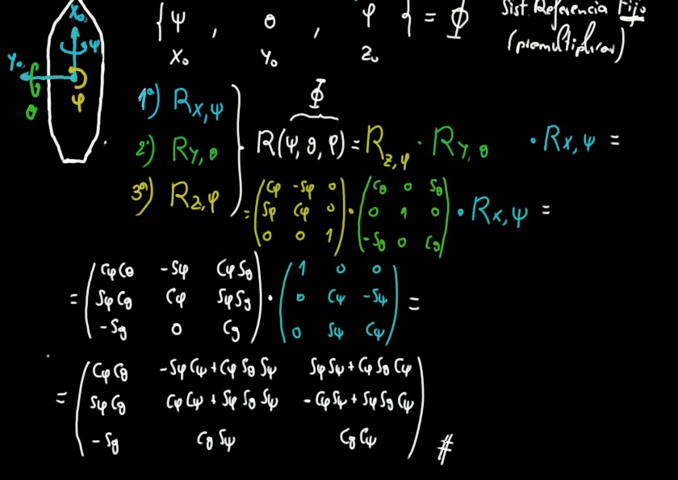 { ψ , θ , φ } = Φ Sist. Referencia Fijo
X₀ Y₀ Z₀ (premultiplicar)
X₀
ψ
Y₀
θ
φ
1º) R_{X,ψ}
2º) R_{Y,θ}
3º) R_{Z,φ}
Φ
R(ψ, θ, φ) = R_{Z,φ} · R_{Y,θ} · R_{X,ψ} =
= ( Cφ -Sφ 0 ) · ( Cθ 0 Sθ ) · R_{X,ψ} =
( Sφ Cφ 0 ) ( 0 1 0 )
( 0 0 1 ) ( -Sθ 0 Cθ )
= ( CφCθ -Sφ CφSθ ) · ( 1 0 0 ) =
( SφCθ Cφ SφSθ ) ( 0 Cψ -Sψ )
( -Sθ 0 Cθ ) ( 0 Sψ Cψ )
= ( CφCθ -SφCψ + CφSθSψ SφSψ + CφSθCψ )
( SφCθ CφCψ + SφSθSψ -CφSψ + SφSθCψ )
( -Sθ CθSψ CθCψ ) #